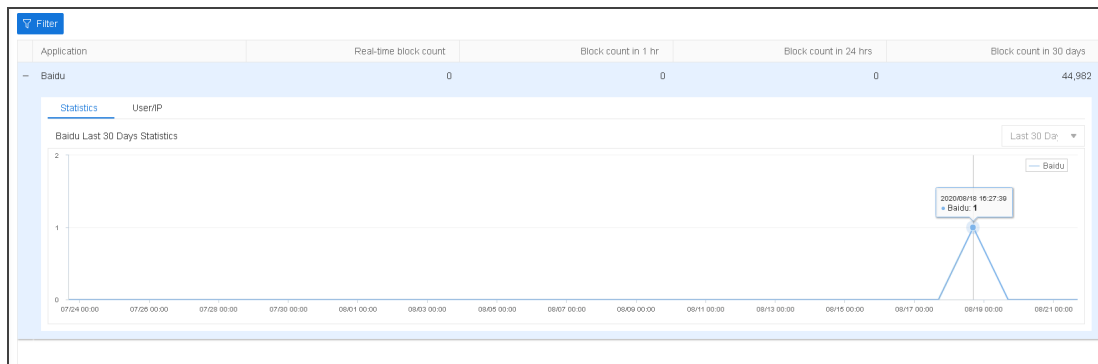 Filter
Application Real-time block count Block count in 1 hr Block count in 24 hrs Block count in 30 days
Baidu 0 0 0 44,982
Statistics User/IP
Baidu Last 30 Days Statistics Last 30 Da
2
Baidu
2020/08/18 16:27:39
Baidu: 1
1
0
07/24 00:00 07/26 00:00 07/28 00:00 07/30 00:00 08/01 00:00 08/03 00:00 08/05 00:00 08/07 00:00 08/09 00:00 08/11 00:00 08/13 00:00 08/15 00:00 08/17 00:00 08/19 00:00 08/21 00:00